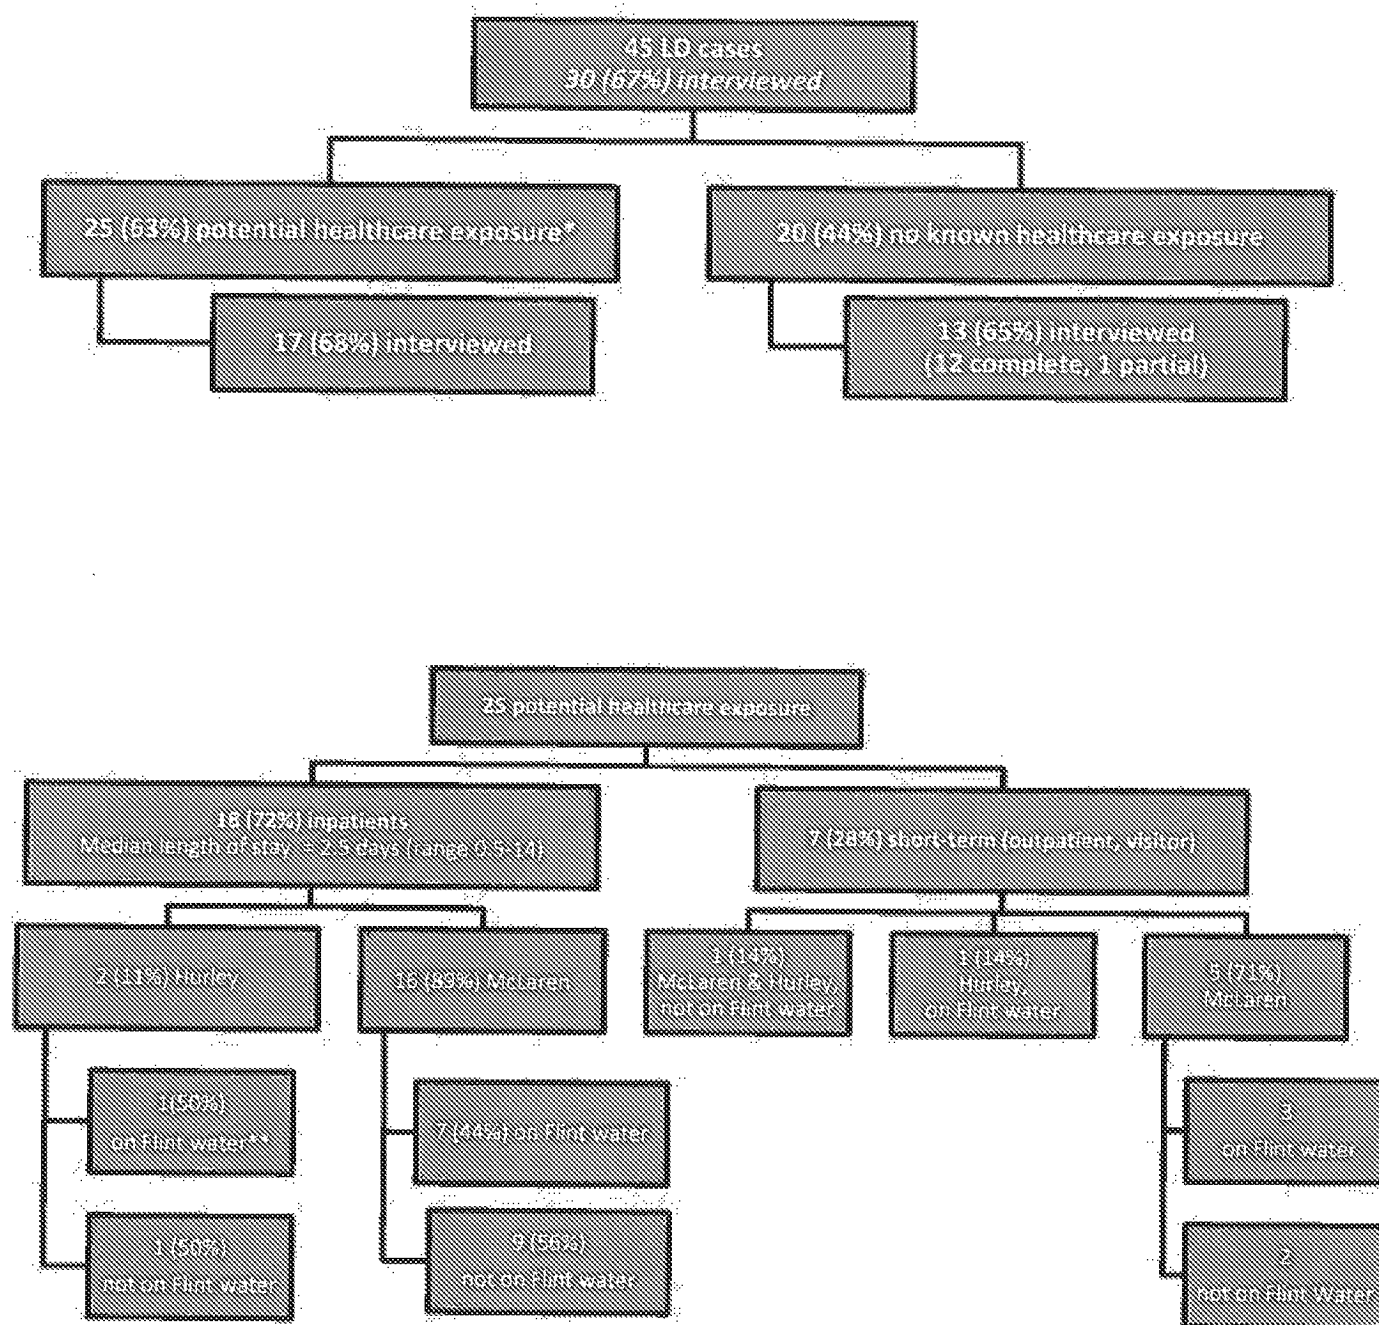 45 LD cases
30 (67%) interviewed
25 (63%) potential healthcare exposure*
20 (44%) no known healthcare exposure
17 (68%) interviewed
13 (65%) interviewed
(12 complete, 1 partial)
25 potential healthcare exposure
18 (72%) inpatients
Median length of stay = 2.5 days (range 0.5-14)
7 (28%) short-term (outpatient, visitor)
2 (11%) Hurley
16 (89%) McLaren
1 (14%)
McLaren & Hurley,
not on Flint water
1 (14%)
Hurley,
on Flint water
5 (71%)
McLaren
1(50%)
on Flint water**
7 (44%) on Flint water
3
on Flint water
1 (50%)
not on Flint water
9 (56%)
not on Flint water
2
not on Flint Water